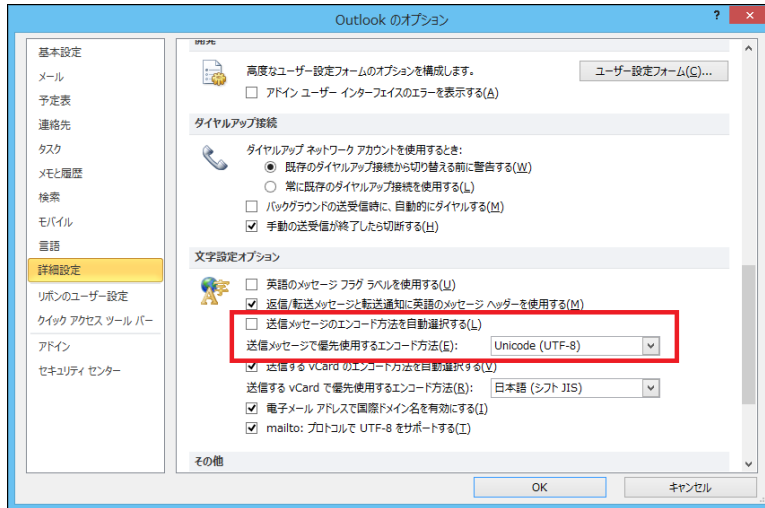 Outlook のオプション
? ×
基本設定
メール
予定表
連絡先
タスク
メモと履歴
検索
モバイル
言語
詳細設定
リボンのユーザー設定
クイック アクセス ツール バー
アドイン
セキュリティ センター
開発
高度なユーザー設定フォームのオプションを構成します。
ユーザー設定フォーム(C)...
アドイン ユーザー インターフェイスのエラーを表示する(A)
ダイヤルアップ接続
ダイヤルアップ ネットワーク アカウントを使用するとき:
既存のダイヤルアップ接続から切り替える前に警告する(W)
常に既存のダイヤルアップ接続を使用する(L)
バックグラウンドの送受信時に、自動的にダイヤルする(M)
手動の送受信が終了したら切断する(H)
文字設定オプション
英語のメッセージ フラグ ラベルを使用する(U)
返信/転送メッセージと転送通知に英語のメッセージ ヘッダーを使用する(M)
送信メッセージのエンコード方法を自動選択する(L)
送信メッセージで優先使用するエンコード方法(E): Unicode (UTF-8)
送信する vCard のエンコード方法を自動選択する(V)
送信する vCard で優先使用するエンコード方法(R): 日本語 (シフト JIS)
電子メール アドレスで国際ドメイン名を有効にする(I)
mailto: プロトコルで UTF-8 をサポートする(T)
その他
OK
キャンセル